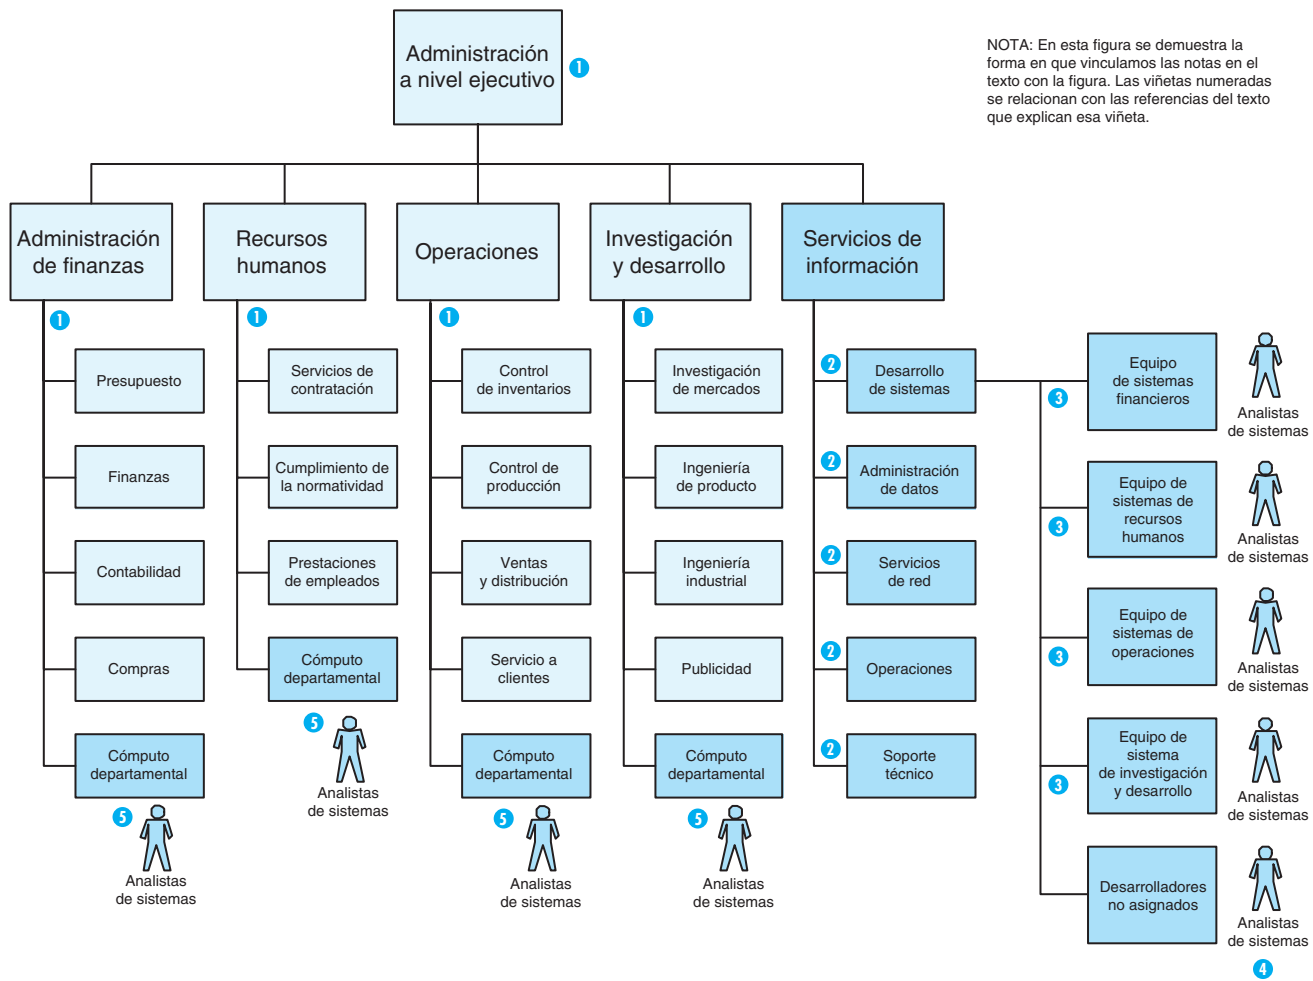 Administración
a nivel ejecutivo
1
NOTA: En esta figura se demuestra la
forma en que vinculamos las notas en el
texto con la figura. Las viñetas numeradas
se relacionan con las referencias del texto
que explican esa viñeta.
Administración
de finanzas
1
Presupuesto
Finanzas
Contabilidad
Compras
Cómputo
departamental
5
Analistas
de sistemas
Recursos
humanos
1
Servicios de
contratación
Cumplimiento de
la normatividad
Prestaciones
de empleados
Cómputo
departamental
5
Analistas
de sistemas
Operaciones
1
Control
de inventarios
Control de
producción
Ventas
y distribución
Servicio a
clientes
Cómputo
departamental
5
Analistas
de sistemas
Investigación
y desarrollo
1
Investigación
de mercados
Ingeniería
de producto
Ingeniería
industrial
Publicidad
Cómputo
departamental
5
Analistas
de sistemas
Servicios de
información
2
Desarrollo
de sistemas
2
Administración
de datos
2
Servicios
de red
2
Operaciones
2
Soporte
técnico
3
Equipo
de sistemas
financieros
Analistas
de sistemas
3
Equipo de
sistemas de
recursos
humanos
Analistas
de sistemas
3
Equipo de
sistemas de
operaciones
Analistas
de sistemas
3
Equipo de
sistema
de investigación
y desarrollo
Analistas
de sistemas
Desarrolladores
no asignados
Analistas
de sistemas
4